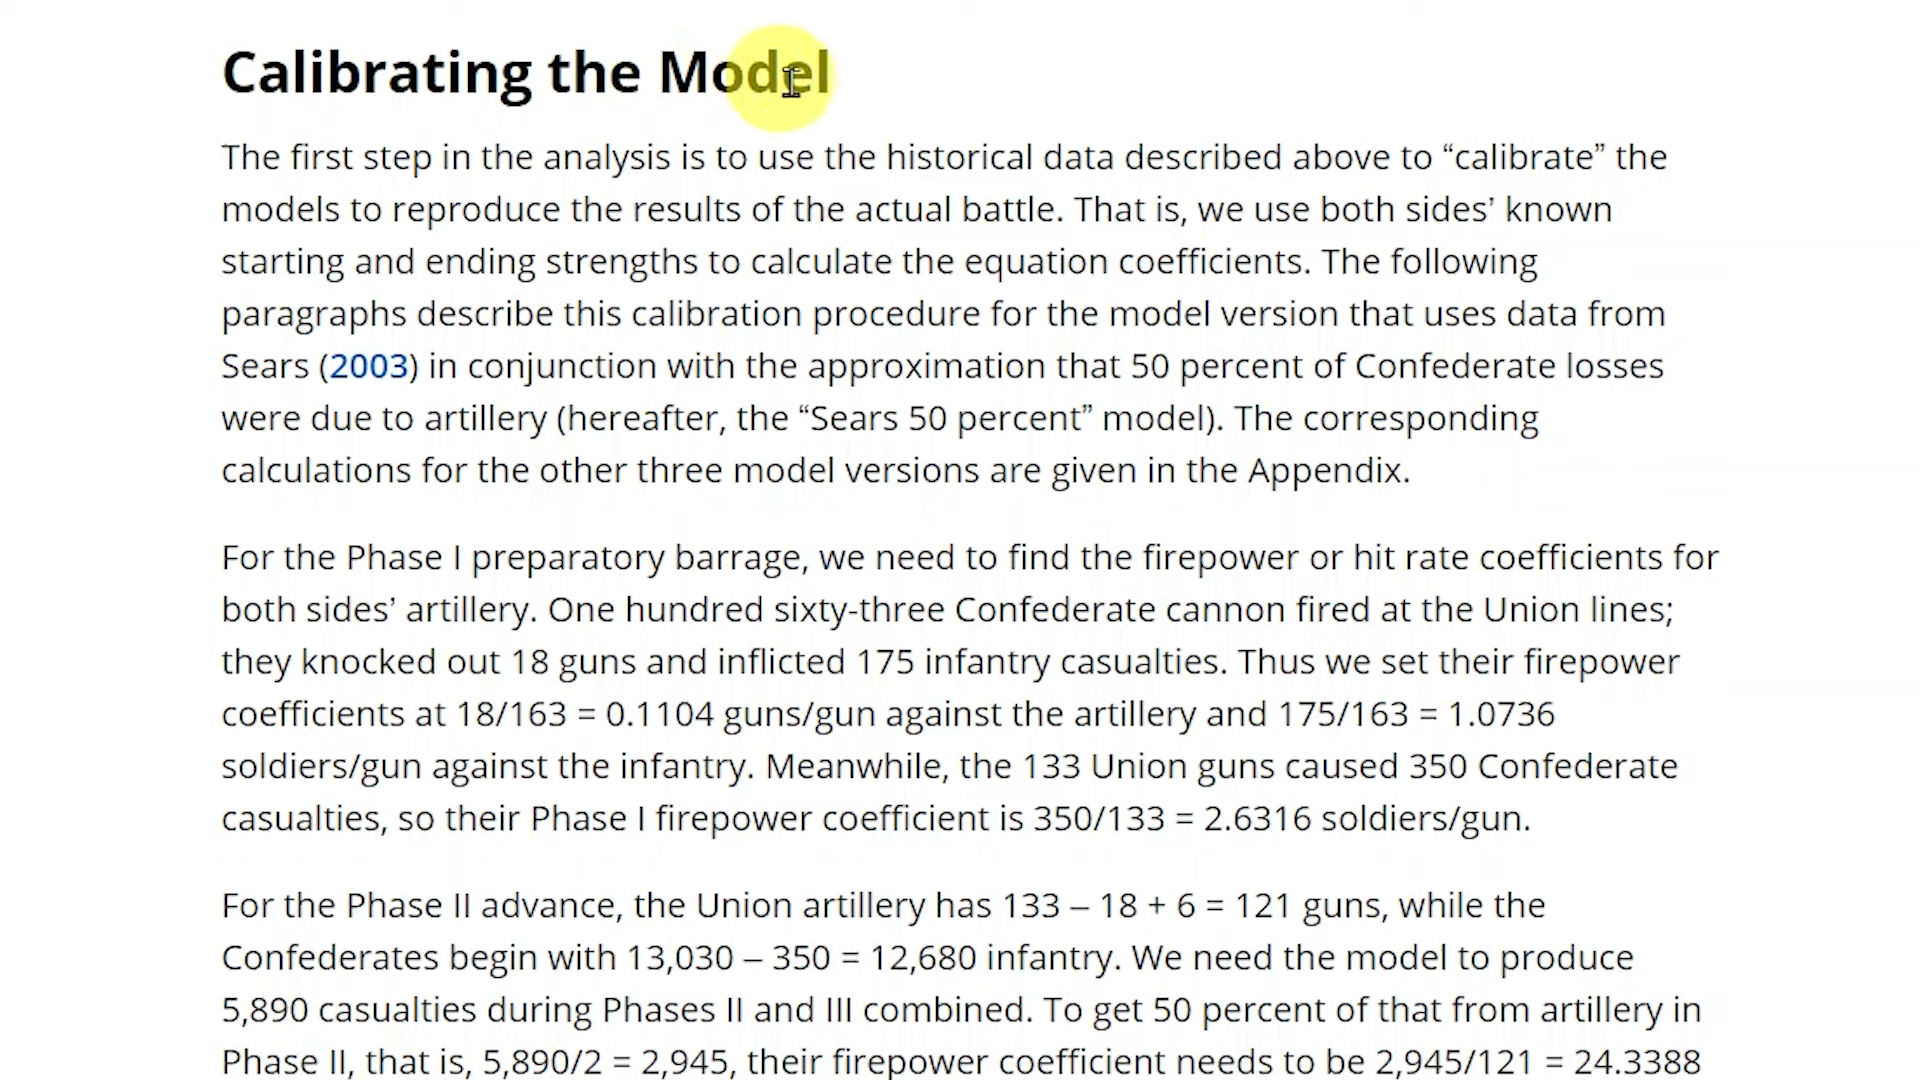 Calibrating the Model
The first step in the analysis is to use the historical data described above to “calibrate” the
models to reproduce the results of the actual battle. That is, we use both sides’ known
starting and ending strengths to calculate the equation coefficients. The following
paragraphs describe this calibration procedure for the model version that uses data from
Sears (2003) in conjunction with the approximation that 50 percent of Confederate losses
were due to artillery (hereafter, the “Sears 50 percent” model). The corresponding
calculations for the other three model versions are given in the Appendix.
For the Phase I preparatory barrage, we need to find the firepower or hit rate coefficients for
both sides’ artillery. One hundred sixty-three Confederate cannon fired at the Union lines;
they knocked out 18 guns and inflicted 175 infantry casualties. Thus we set their firepower
coefficients at 18/163 = 0.1104 guns/gun against the artillery and 175/163 = 1.0736
soldiers/gun against the infantry. Meanwhile, the 133 Union guns caused 350 Confederate
casualties, so their Phase I firepower coefficient is 350/133 = 2.6316 soldiers/gun.
For the Phase II advance, the Union artillery has 133 – 18 + 6 = 121 guns, while the
Confederates begin with 13,030 – 350 = 12,680 infantry. We need the model to produce
5,890 casualties during Phases II and III combined. To get 50 percent of that from artillery in
Phase II, that is, 5,890/2 = 2,945, their firepower coefficient needs to be 2,945/121 = 24.3388